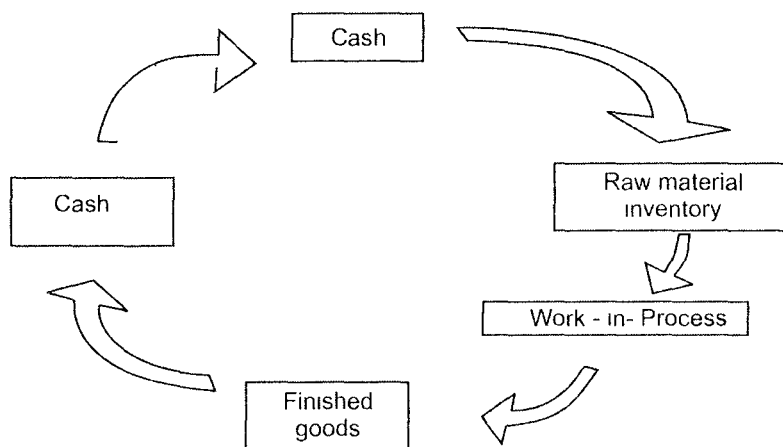 Cash
Raw material
inventory
Work - in- Process
Finished
goods
Cash